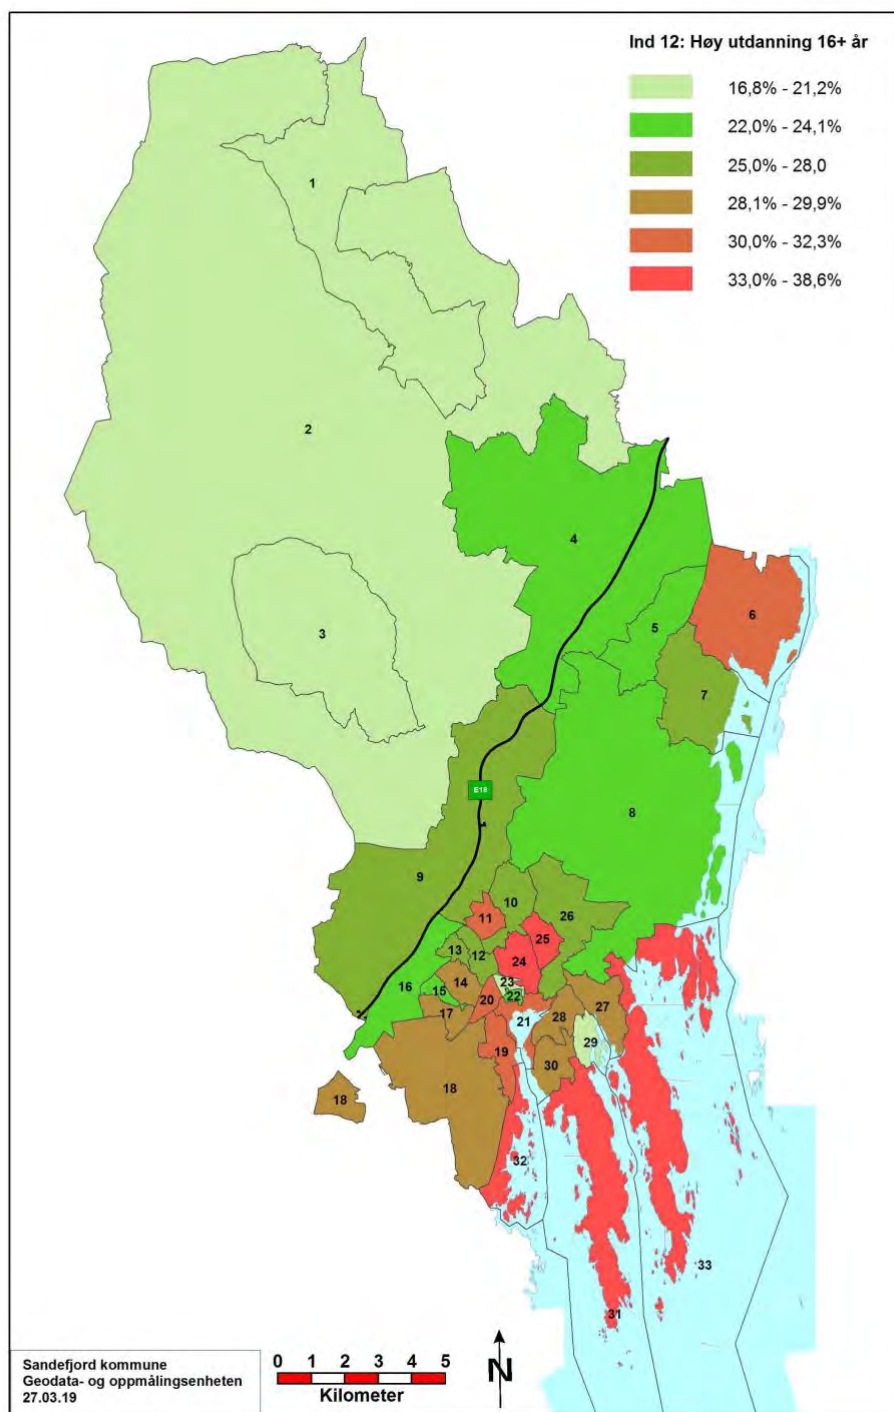 Ind 12: Høy utdanning 16+ år
16,8% - 21,2%
22,0% - 24,1%
25,0% - 28,0
28,1% - 29,9%
30,0% - 32,3%
33,0% - 38,6%
1
2
3
4
5
6
7
E18
8
9
10
11
26
25
13
12
24
14
23
16
15
22
20
27
17
21
28
19
29
30
18
18
32
33
31
Sandefjord kommune
Geodata- og oppmålingsenheten
27.03.19
0 1 2 3 4 5
Kilometer
N